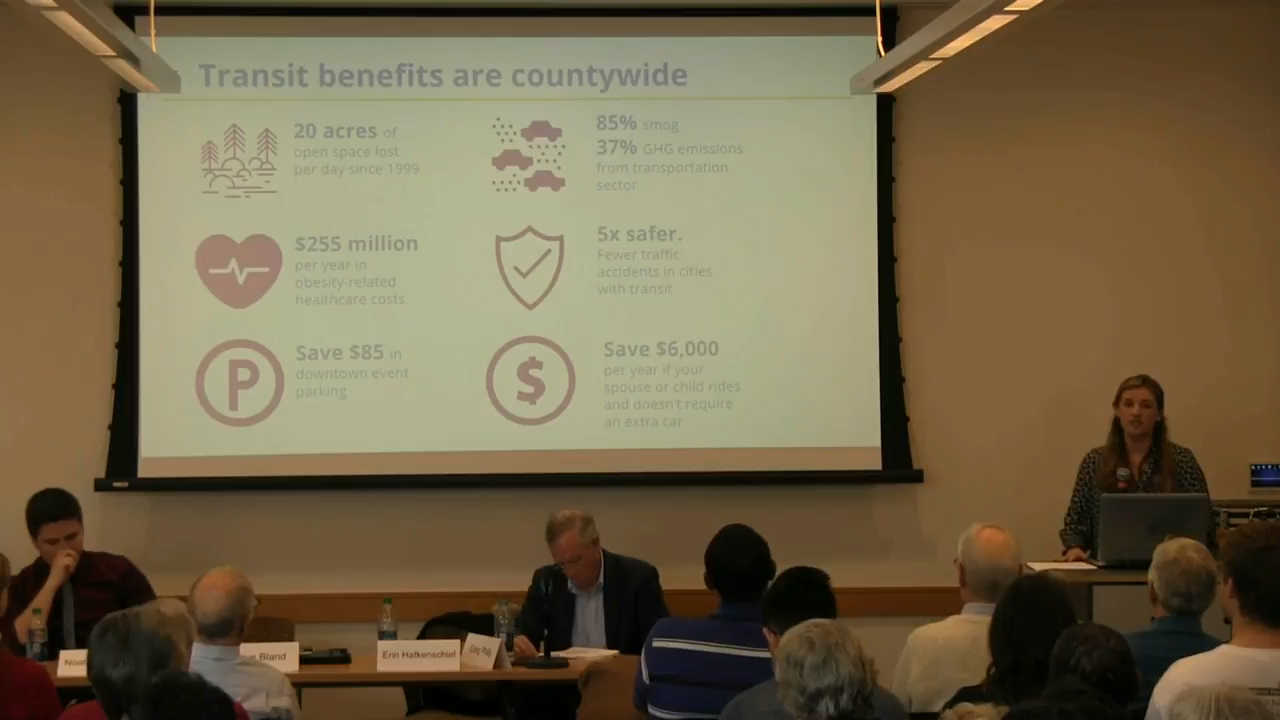 Transit benefits are countywide
20 acres of
open space lost
per day since 1999
85% smog
37% GHG emissions
from transportation
sector
$255 million
per year in
obesity-related
healthcare costs
5x safer.
Fewer traffic
accidents in cities
with transit
Save $85 in
downtown event
parking
P
Save $6,000
per year if your
spouse or child rides
and doesn't require
an extra car
$
Bland
Erin Hafkenschiel